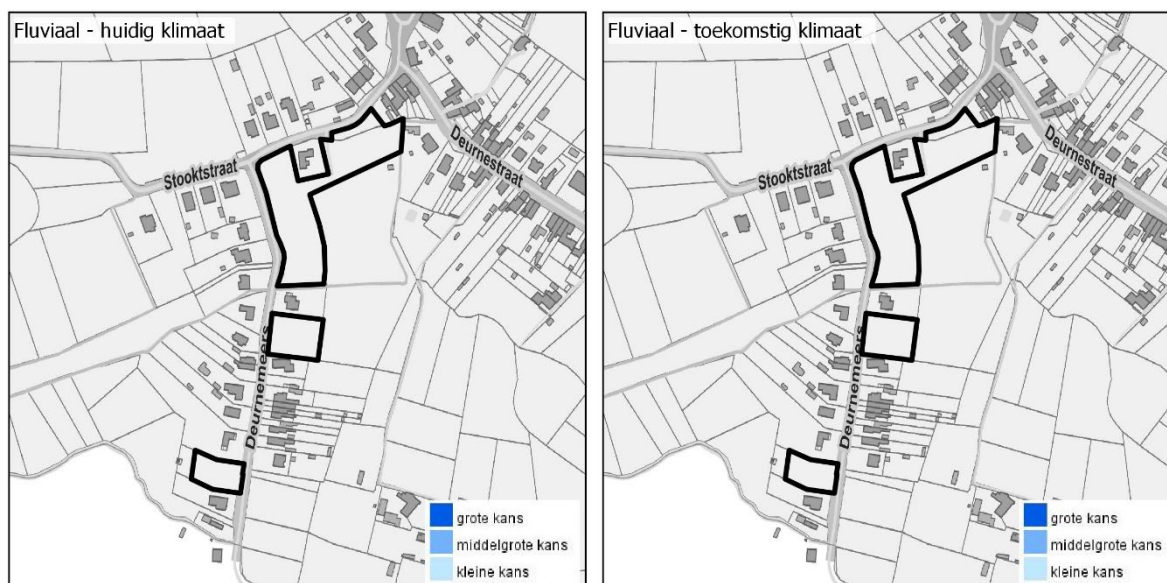 Fluviaal - huidig klimaat
Stooktstraat
Deurnestraat
Deurnemeers
grote kans
middelgrote kans
kleine kans
Fluviaal - toekomstig klimaat
Stooktstraat
Deurnestraat
Deurnemeers
grote kans
middelgrote kans
kleine kans